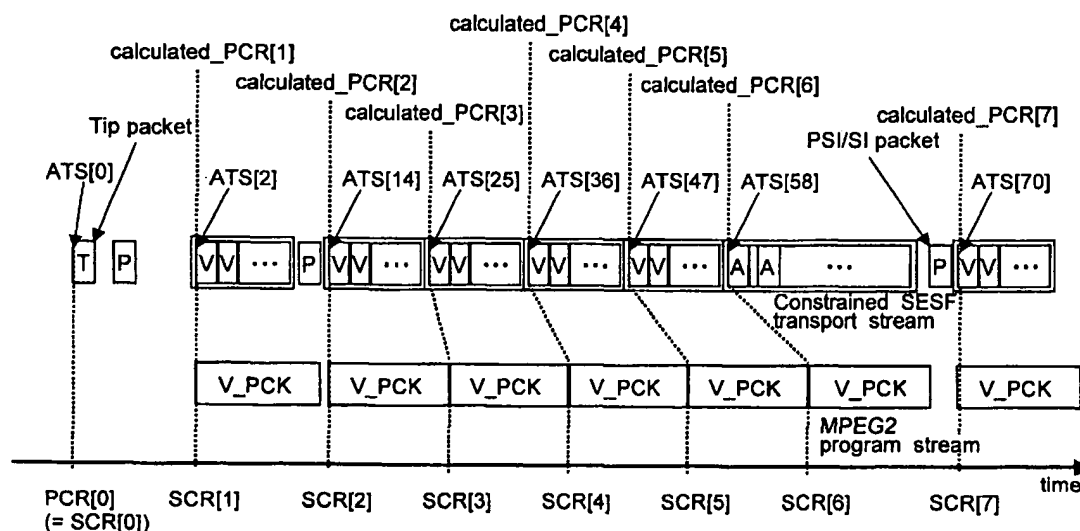 calculated_PCR[4]
calculated_PCR[1]
calculated_PCR[5]
calculated_PCR[2]
calculated_PCR[6]
calculated_PCR[3]
calculated_PCR[7]
Tip packet
PSI/SI packet
ATS[0]
ATS[2]
ATS[14]
ATS[25]
ATS[36]
ATS[47]
ATS[58]
ATS[70]
T P V V ... P V V ... V V ... V V ... V V ... A A ... P V V ...
Constrained SESF
transport stream
V_PCK V_PCK V_PCK V_PCK V_PCK V_PCK V_PCK
MPEG2
program stream
time
PCR[0] SCR[1] SCR[2] SCR[3] SCR[4] SCR[5] SCR[6] SCR[7]
(= SCR[0])